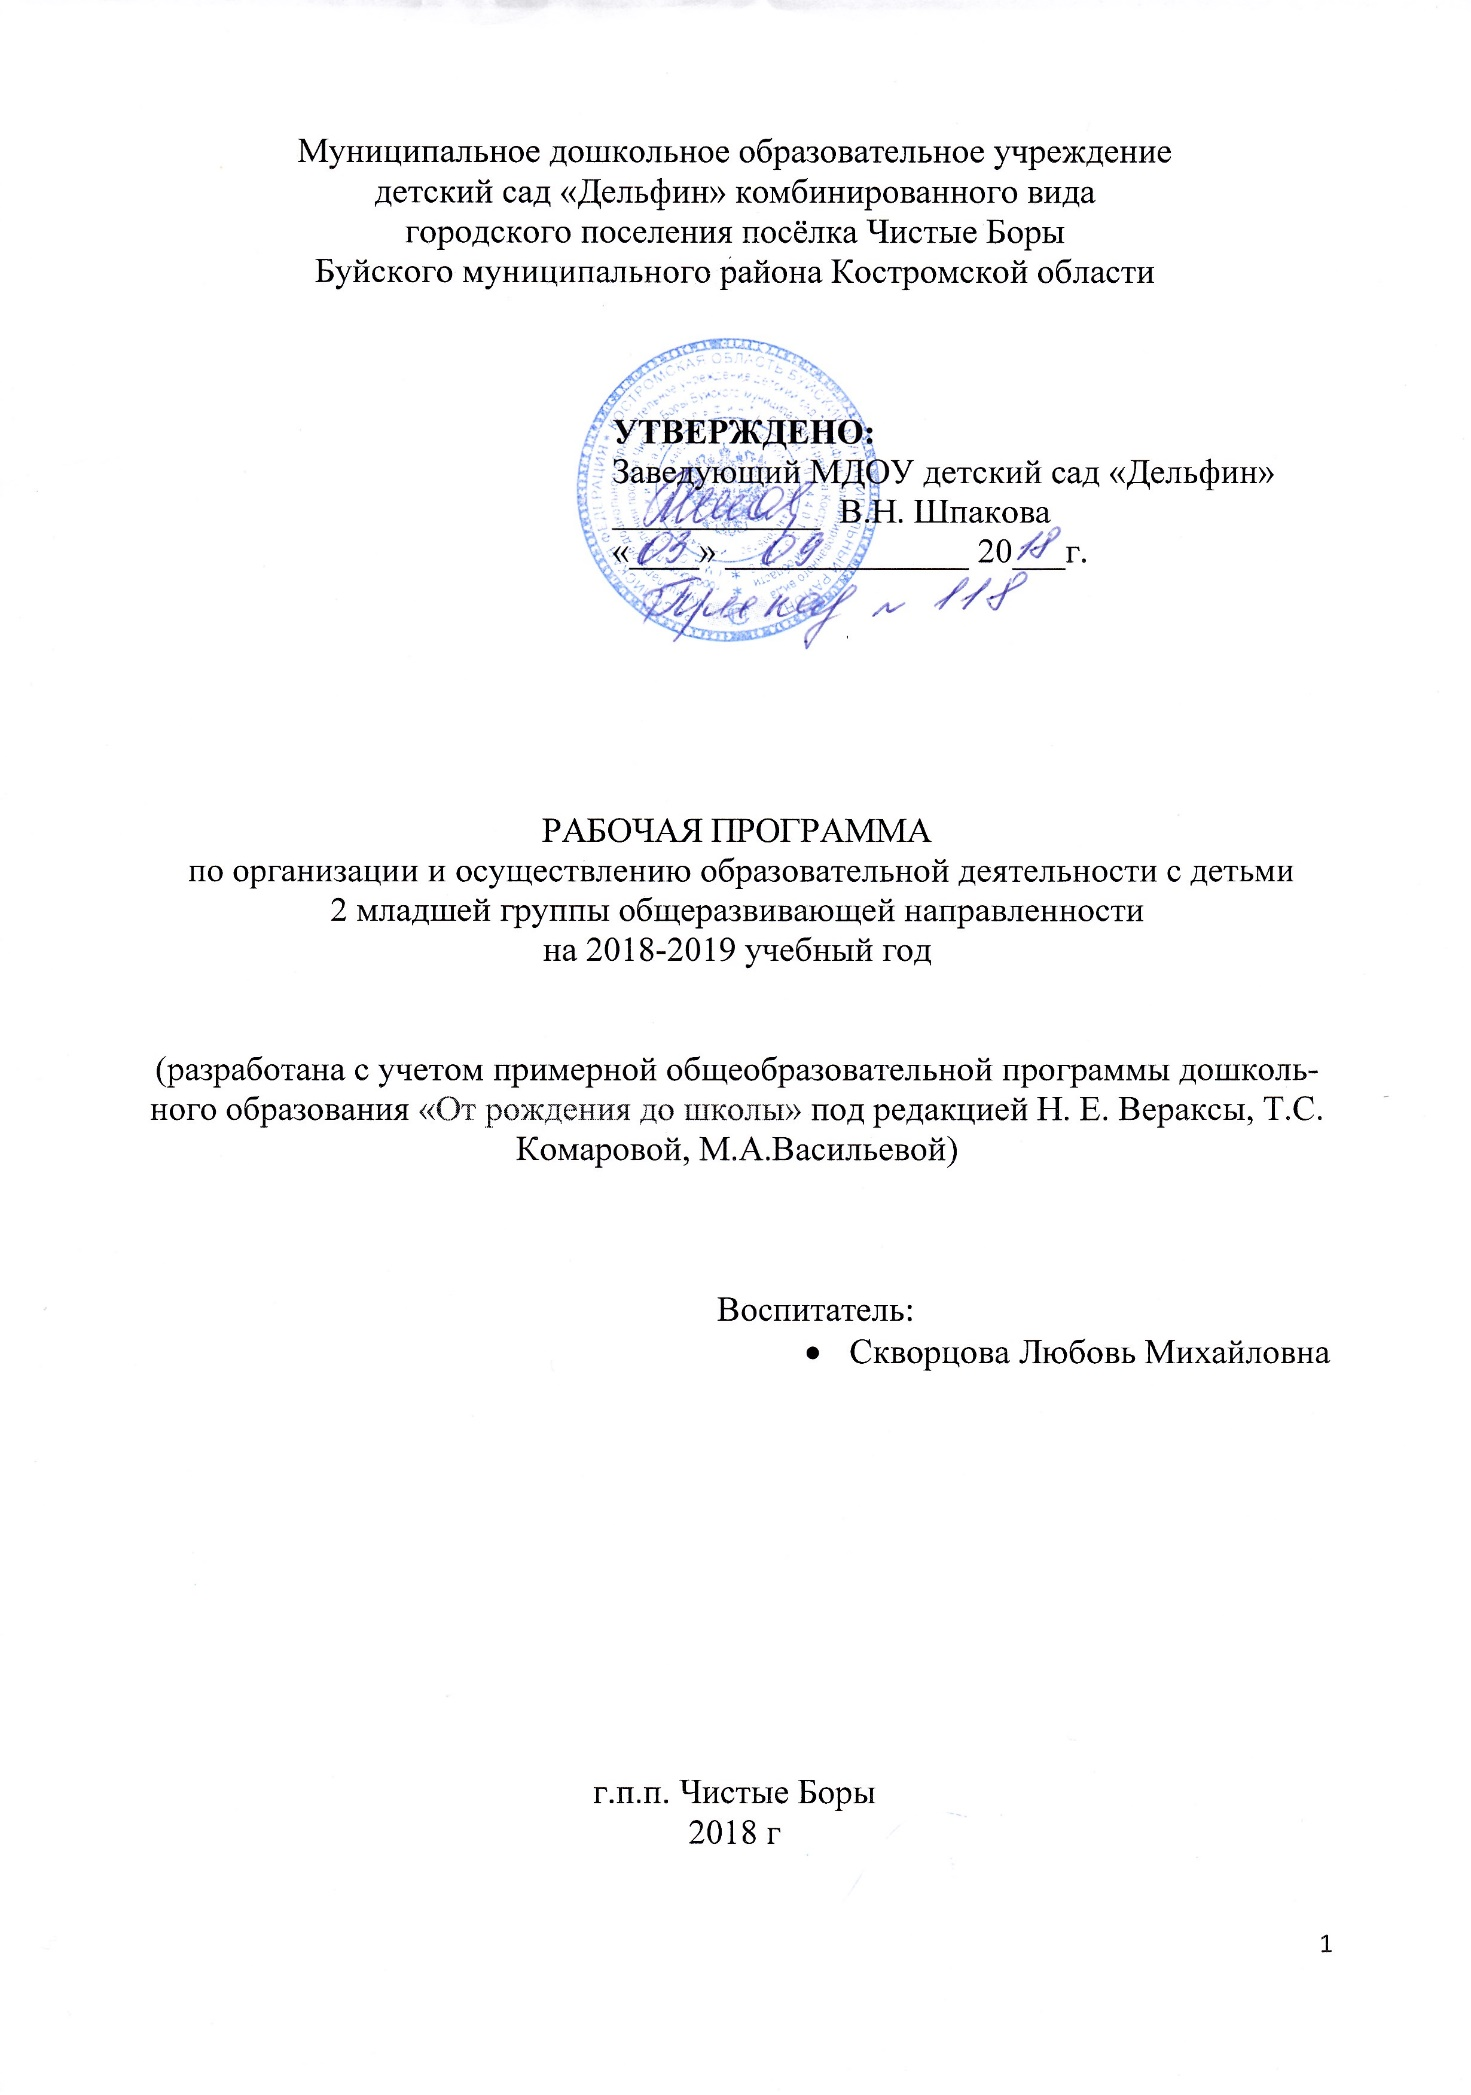 Муниципальное дошкольное образовательное учреждение
детский сад «Дельфин» комбинированного вида
городского поселения посёлка Чистые Боры
Буйского муниципального района Костромской области
УТВЕРЖДЕНО:
Заведующий МДОУ детский сад «Дельфин»
______________ В.Н. Шпакова
«03» 09 2018 г.
Приказ № 118
РАБОЧАЯ ПРОГРАММА
по организации и осуществлению образовательной деятельности с детьми
2 младшей группы общеразвивающей направленности
на 2018-2019 учебный год
(разработана с учетом примерной общеобразовательной программы дошколь-
ного образования «От рождения до школы» под редакцией Н. Е. Вераксы, Т.С.
Комаровой, М.А.Васильевой)
Воспитатель:
• Скворцова Любовь Михайловна
г.п.п. Чистые Боры
2018 г
1